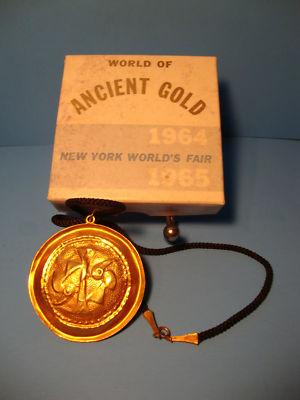 WORLD OF
ANCIENT GOLD
1964
NEW YORK WORLD'S FAIR
1965